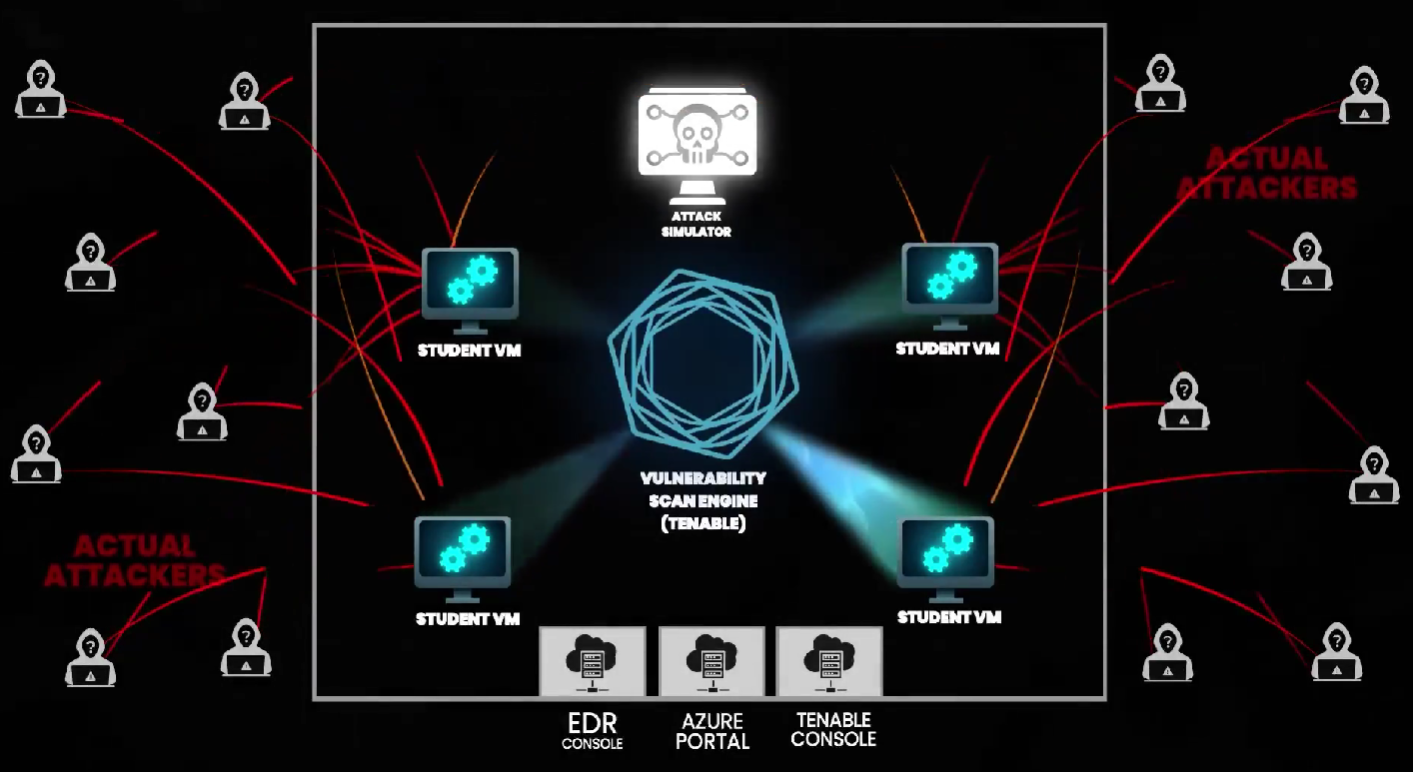 ACTUAL
ATTACKERS
ATTACK
SIMULATOR
STUDENT VM
STUDENT VM
VULNERABILITY
SCAN ENGINE
(TENABLE)
ACTUAL
ATTACKERS
STUDENT VM
STUDENT VM
EDR
CONSOLE
AZURE
PORTAL
TENABLE
CONSOLE